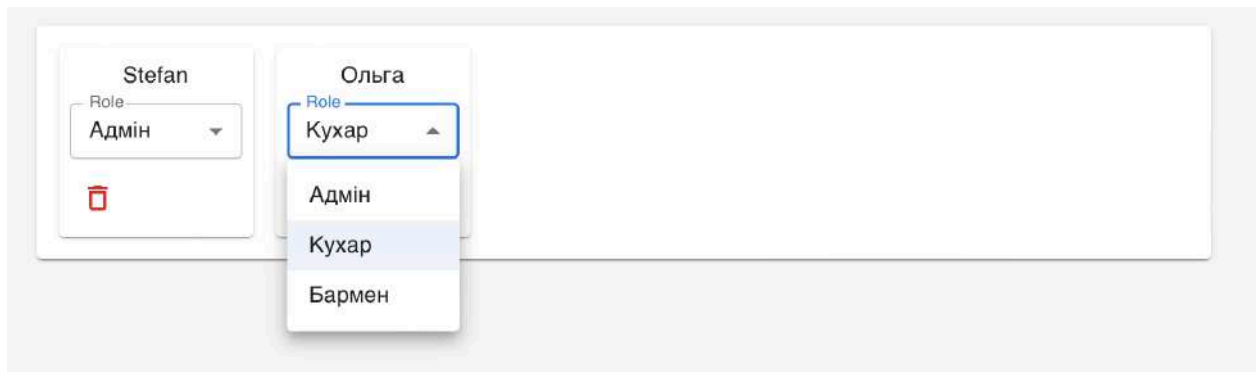 Stefan
Role
Адмін
Ольга
Role
Кухар
Адмін
Кухар
Бармен